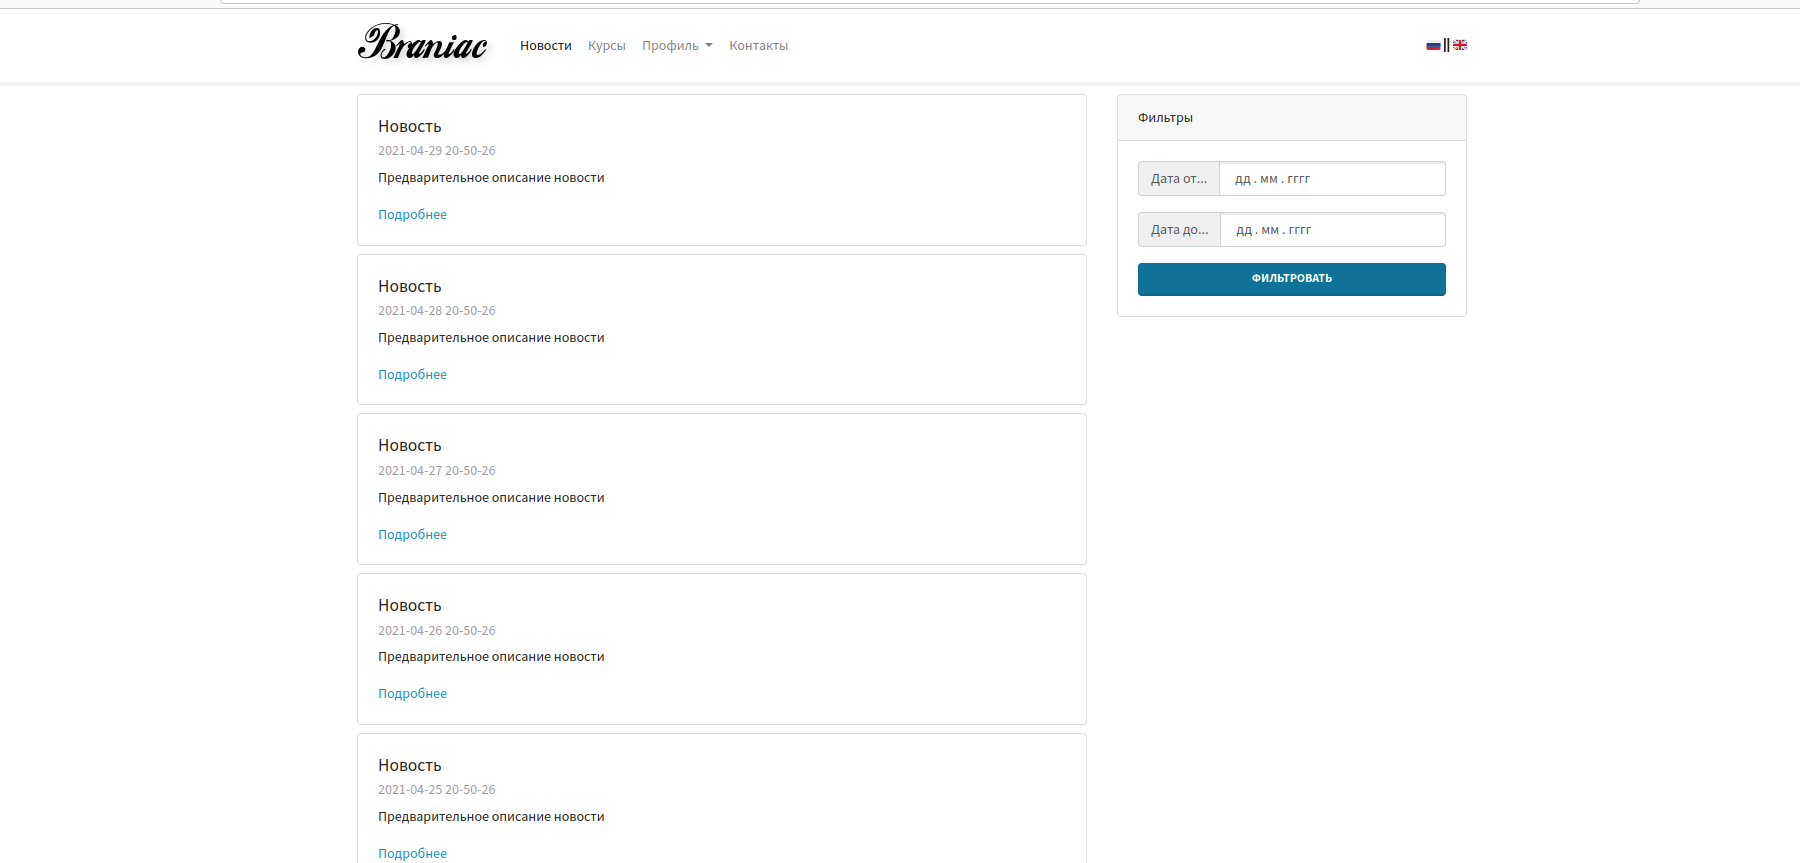 Braniac
Новости Курсы Профиль Контакты
||
Новость
2021-04-29 20-50-26
Предварительное описание новости
Подробнее
Новость
2021-04-28 20-50-26
Предварительное описание новости
Подробнее
Новость
2021-04-27 20-50-26
Предварительное описание новости
Подробнее
Новость
2021-04-26 20-50-26
Предварительное описание новости
Подробнее
Новость
2021-04-25 20-50-26
Предварительное описание новости
Подробнее
Фильтры
Дата от... дд . мм . гггг
Дата до... дд . мм . гггг
ФИЛЬТРОВАТЬ